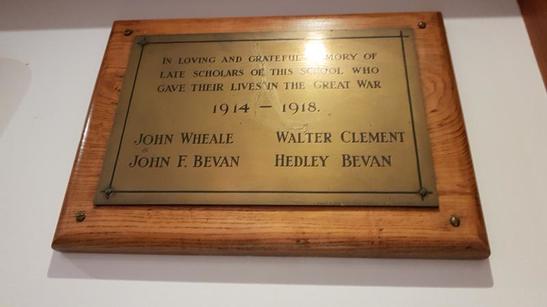 IN LOVING AND GRATEFUL MEMORY OF
LATE SCHOLARS OF THIS SCHOOL WHO
GAVE THEIR LIVES IN THE GREAT WAR
1914 — 1918.
JOHN WHEALE WALTER CLEMENT
JOHN F. BEVAN HEDLEY BEVAN